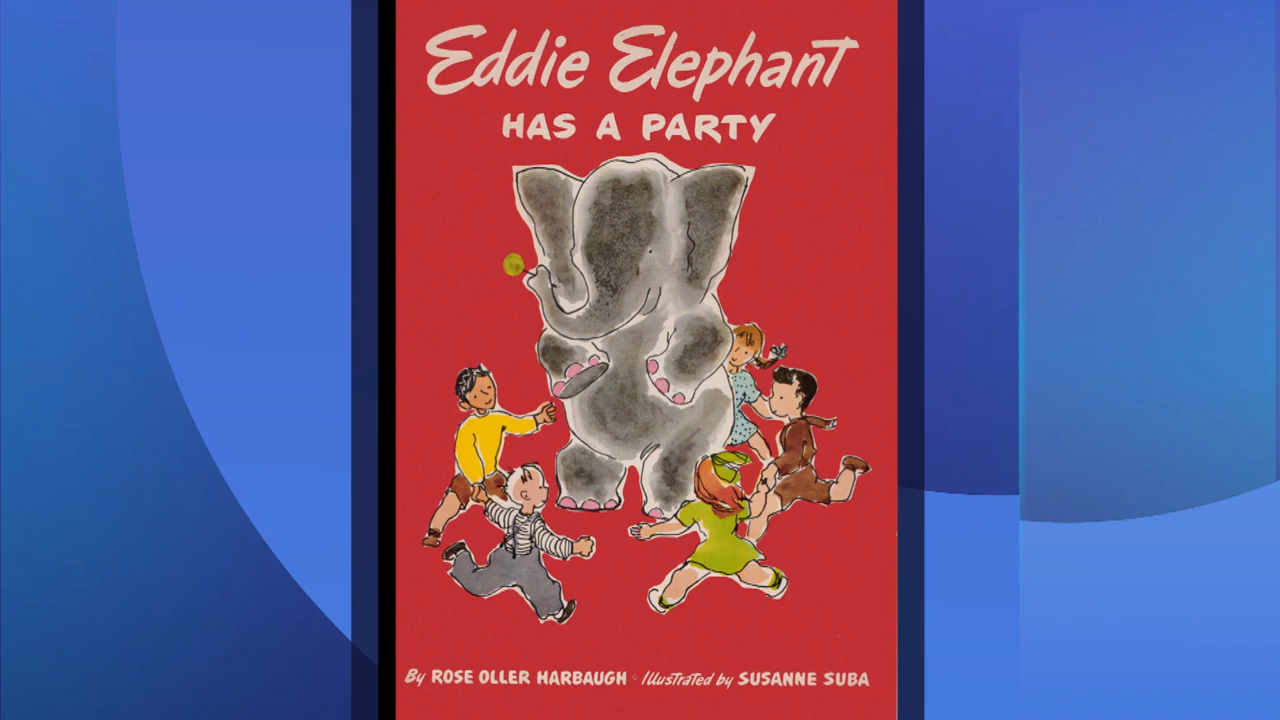 Eddie Elephant
HAS A PARTY
By ROSE OLLER HARBAUGH · Illustrated by SUSANNE SUBA